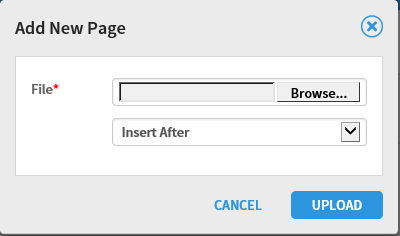 Add New Page
File*
Browse...
Insert After
CANCEL UPLOAD